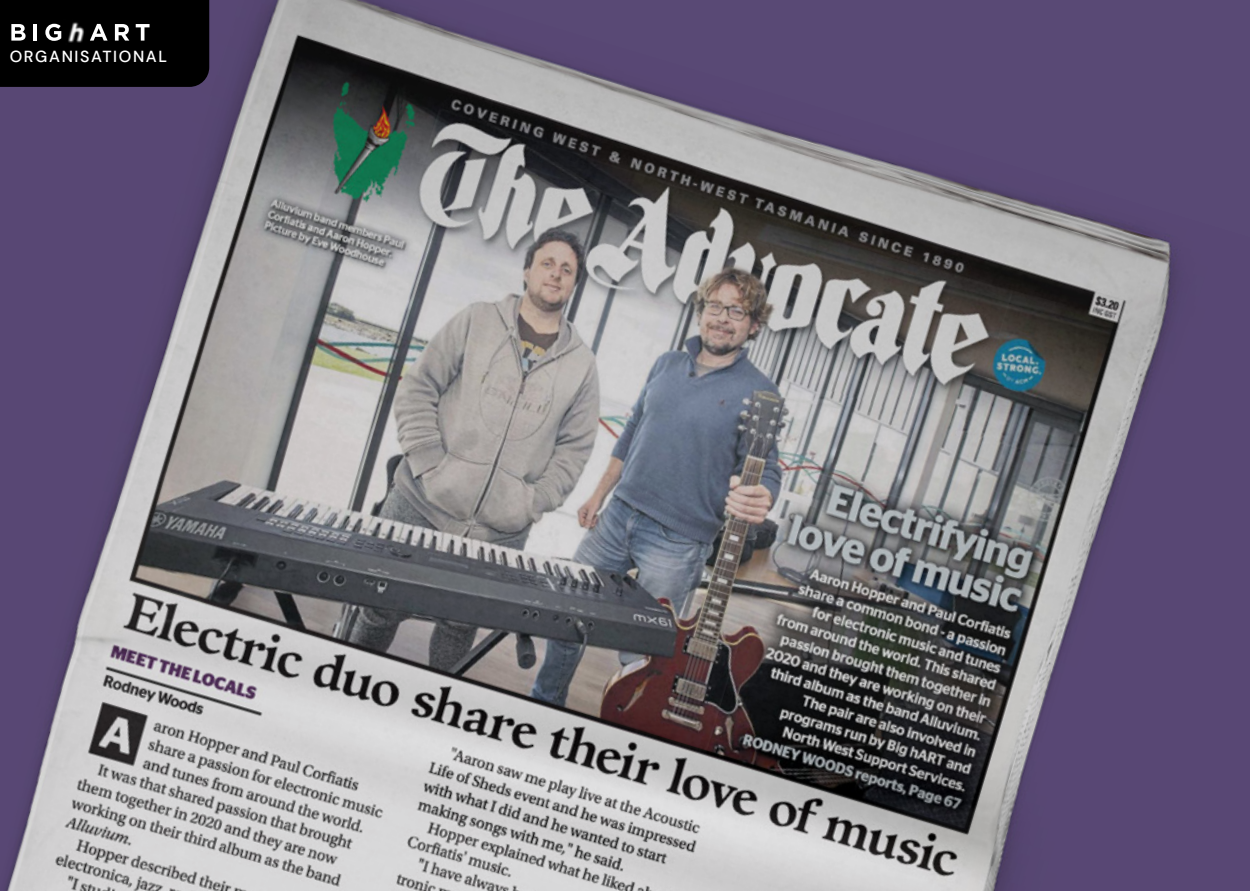 BIGhART
ORGANISATIONAL
COVERING WEST & NORTH-WEST TASMANIA SINCE 1890
The Advocate
$3.20
INC GST
LOCAL.
STRONG.
Alluvium band members Paul
Corfiatis and Aaron Hopper.
Picture by Eve Woodhouse
YAMAHA
mx61
Electrifying
love of music
Aaron Hopper and Paul Corfiatis
share a common bond - a passion
for electronic music and tunes
from around the world. This shared
passion brought them together in
2020 and they are working on their
third album as the band Alluvium.
The pair are also involved in
programs run by Big hART and
North West Support Services.
RODNEY WOODS reports, Page 67
Electric duo share their love of music
MEET THE LOCALS
Rodney Woods
Aaron Hopper and Paul Corfiatis
share a passion for electronic music
and tunes from around the world.
It was that shared passion that brought
them together in 2020 and they are now
working on their third album as the band
Alluvium.
Hopper described their
electronica, jazz,
"I
"Aaron saw me play live at the Acoustic
Life of Sheds event and he was impressed
with what I did and he wanted to start
making songs with me," he said.
Hopper explained what he liked
Corfiatis' music.
"I have always